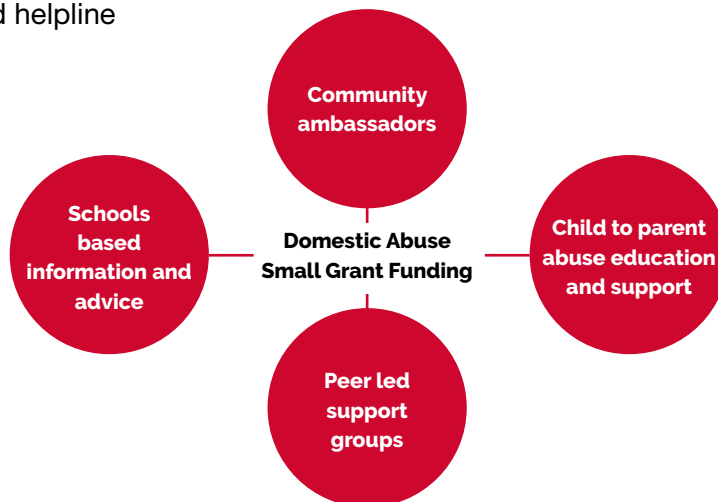 helpline
Community
ambassadors
Schools
based
information and
advice
Domestic Abuse
Small Grant Funding
Child to parent
abuse education
and support
Peer led
support
groups